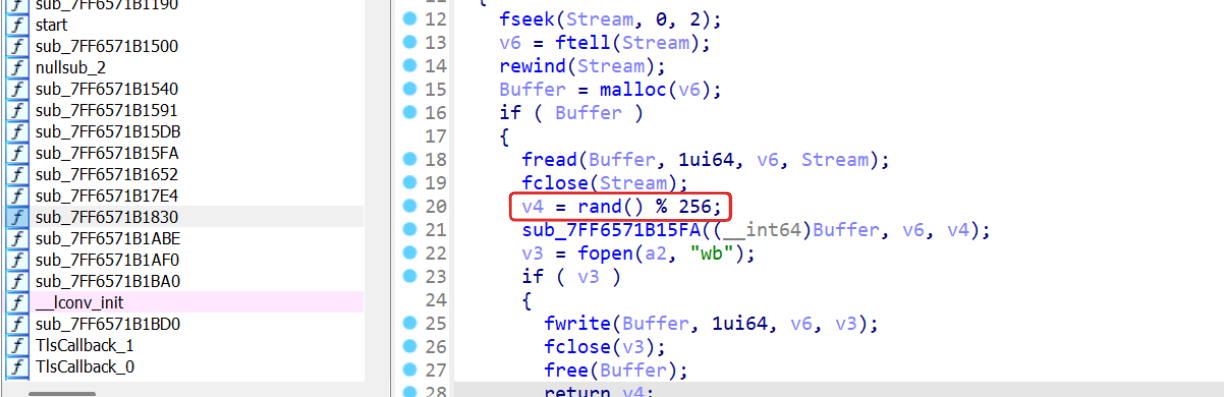 sub_7FF6571B1190
start
sub_7FF6571B1500
nullsub_2
sub_7FF6571B1540
sub_7FF6571B1591
sub_7FF6571B15DB
sub_7FF6571B15FA
sub_7FF6571B1652
sub_7FF6571B17E4
sub_7FF6571B1830
sub_7FF6571B1ABE
sub_7FF6571B1AF0
sub_7FF6571B1BA0
__lconv_init
sub_7FF6571B1BD0
TlsCallback_1
TlsCallback_0
{
12 fseek(Stream, 0, 2);
13 v6 = ftell(Stream);
14 rewind(Stream);
15 Buffer = malloc(v6);
16 if ( Buffer )
17 {
18 fread(Buffer, 1ui64, v6, Stream);
19 fclose(Stream);
20 v4 = rand() % 256;
21 sub_7FF6571B15FA((__int64)Buffer, v6, v4);
22 v3 = fopen(a2, "wb");
23 if ( v3 )
24 {
25 fwrite(Buffer, 1ui64, v6, v3);
26 fclose(v3);
27 free(Buffer);
28 return v4;